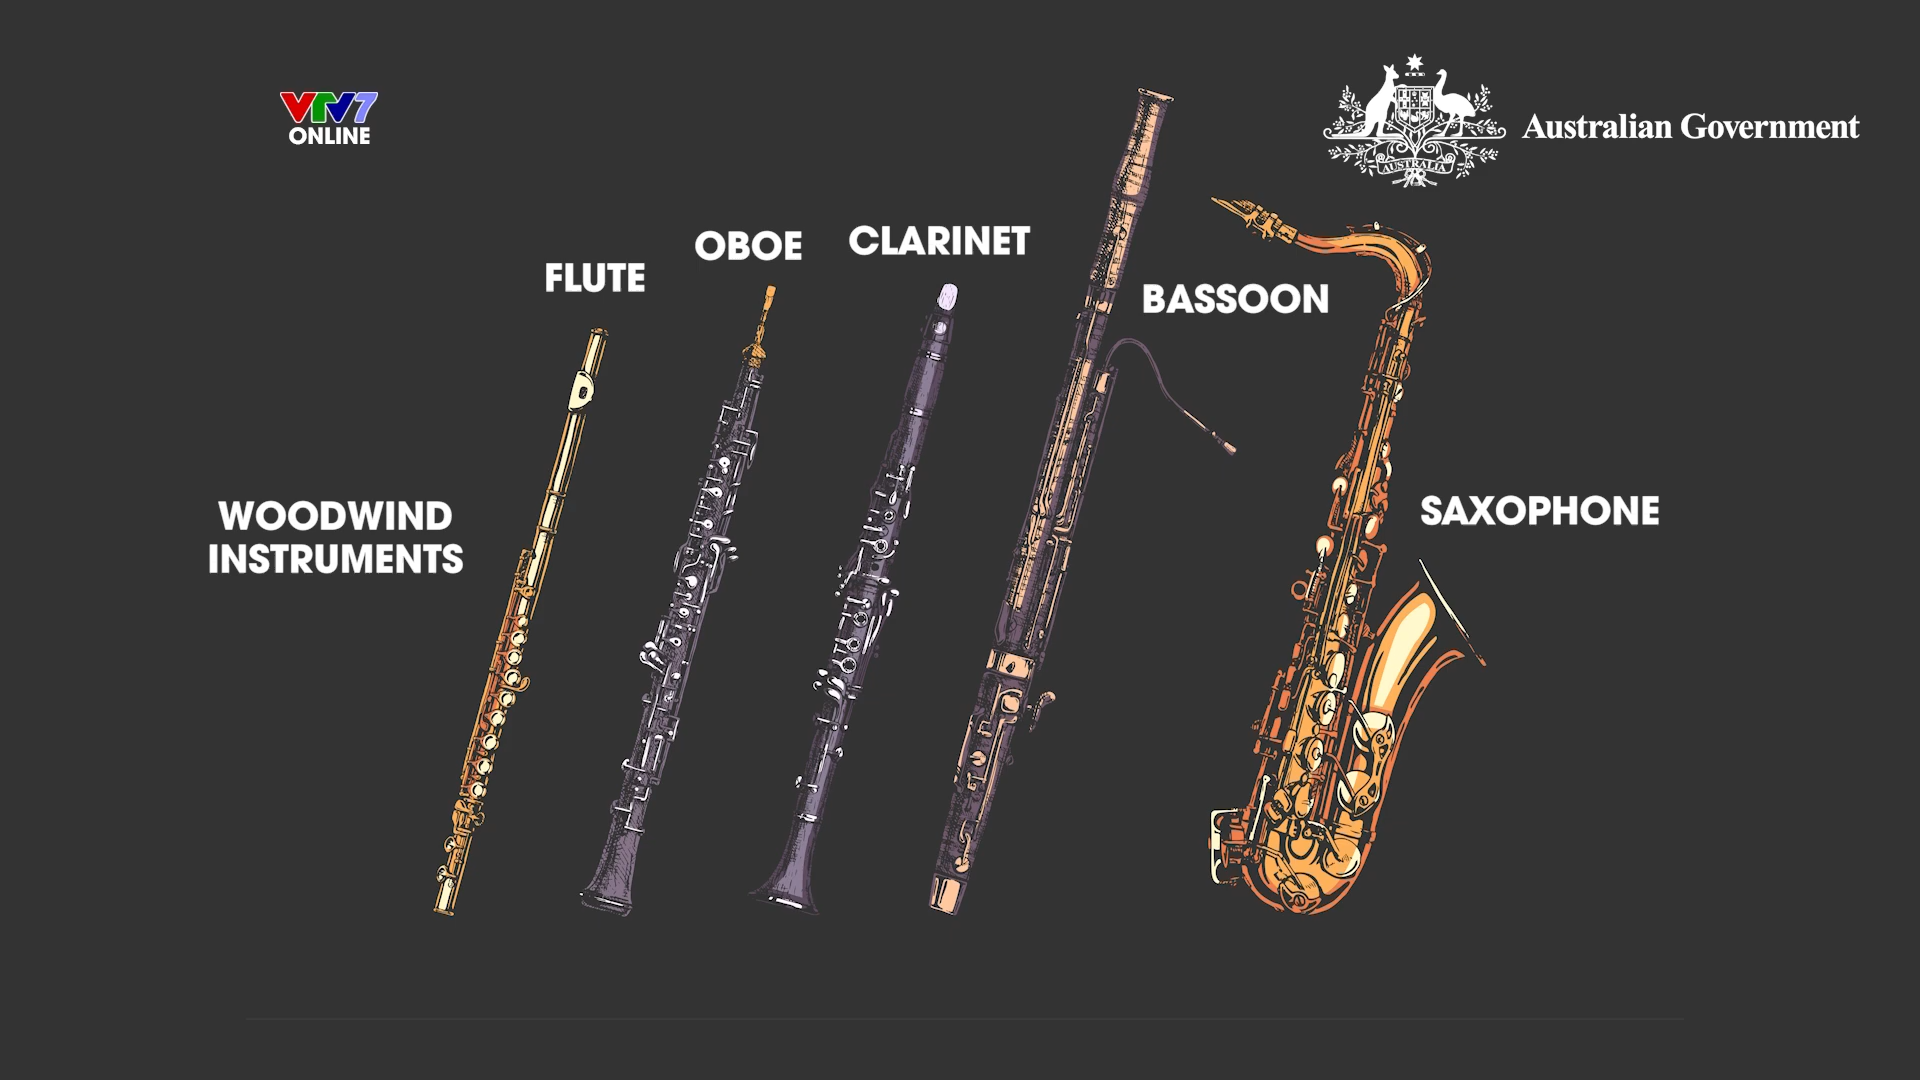 VTV7
ONLINE
AUSTRALIA
Australian Government
FLUTE
OBOE
CLARINET
BASSOON
WOODWIND
INSTRUMENTS
SAXOPHONE